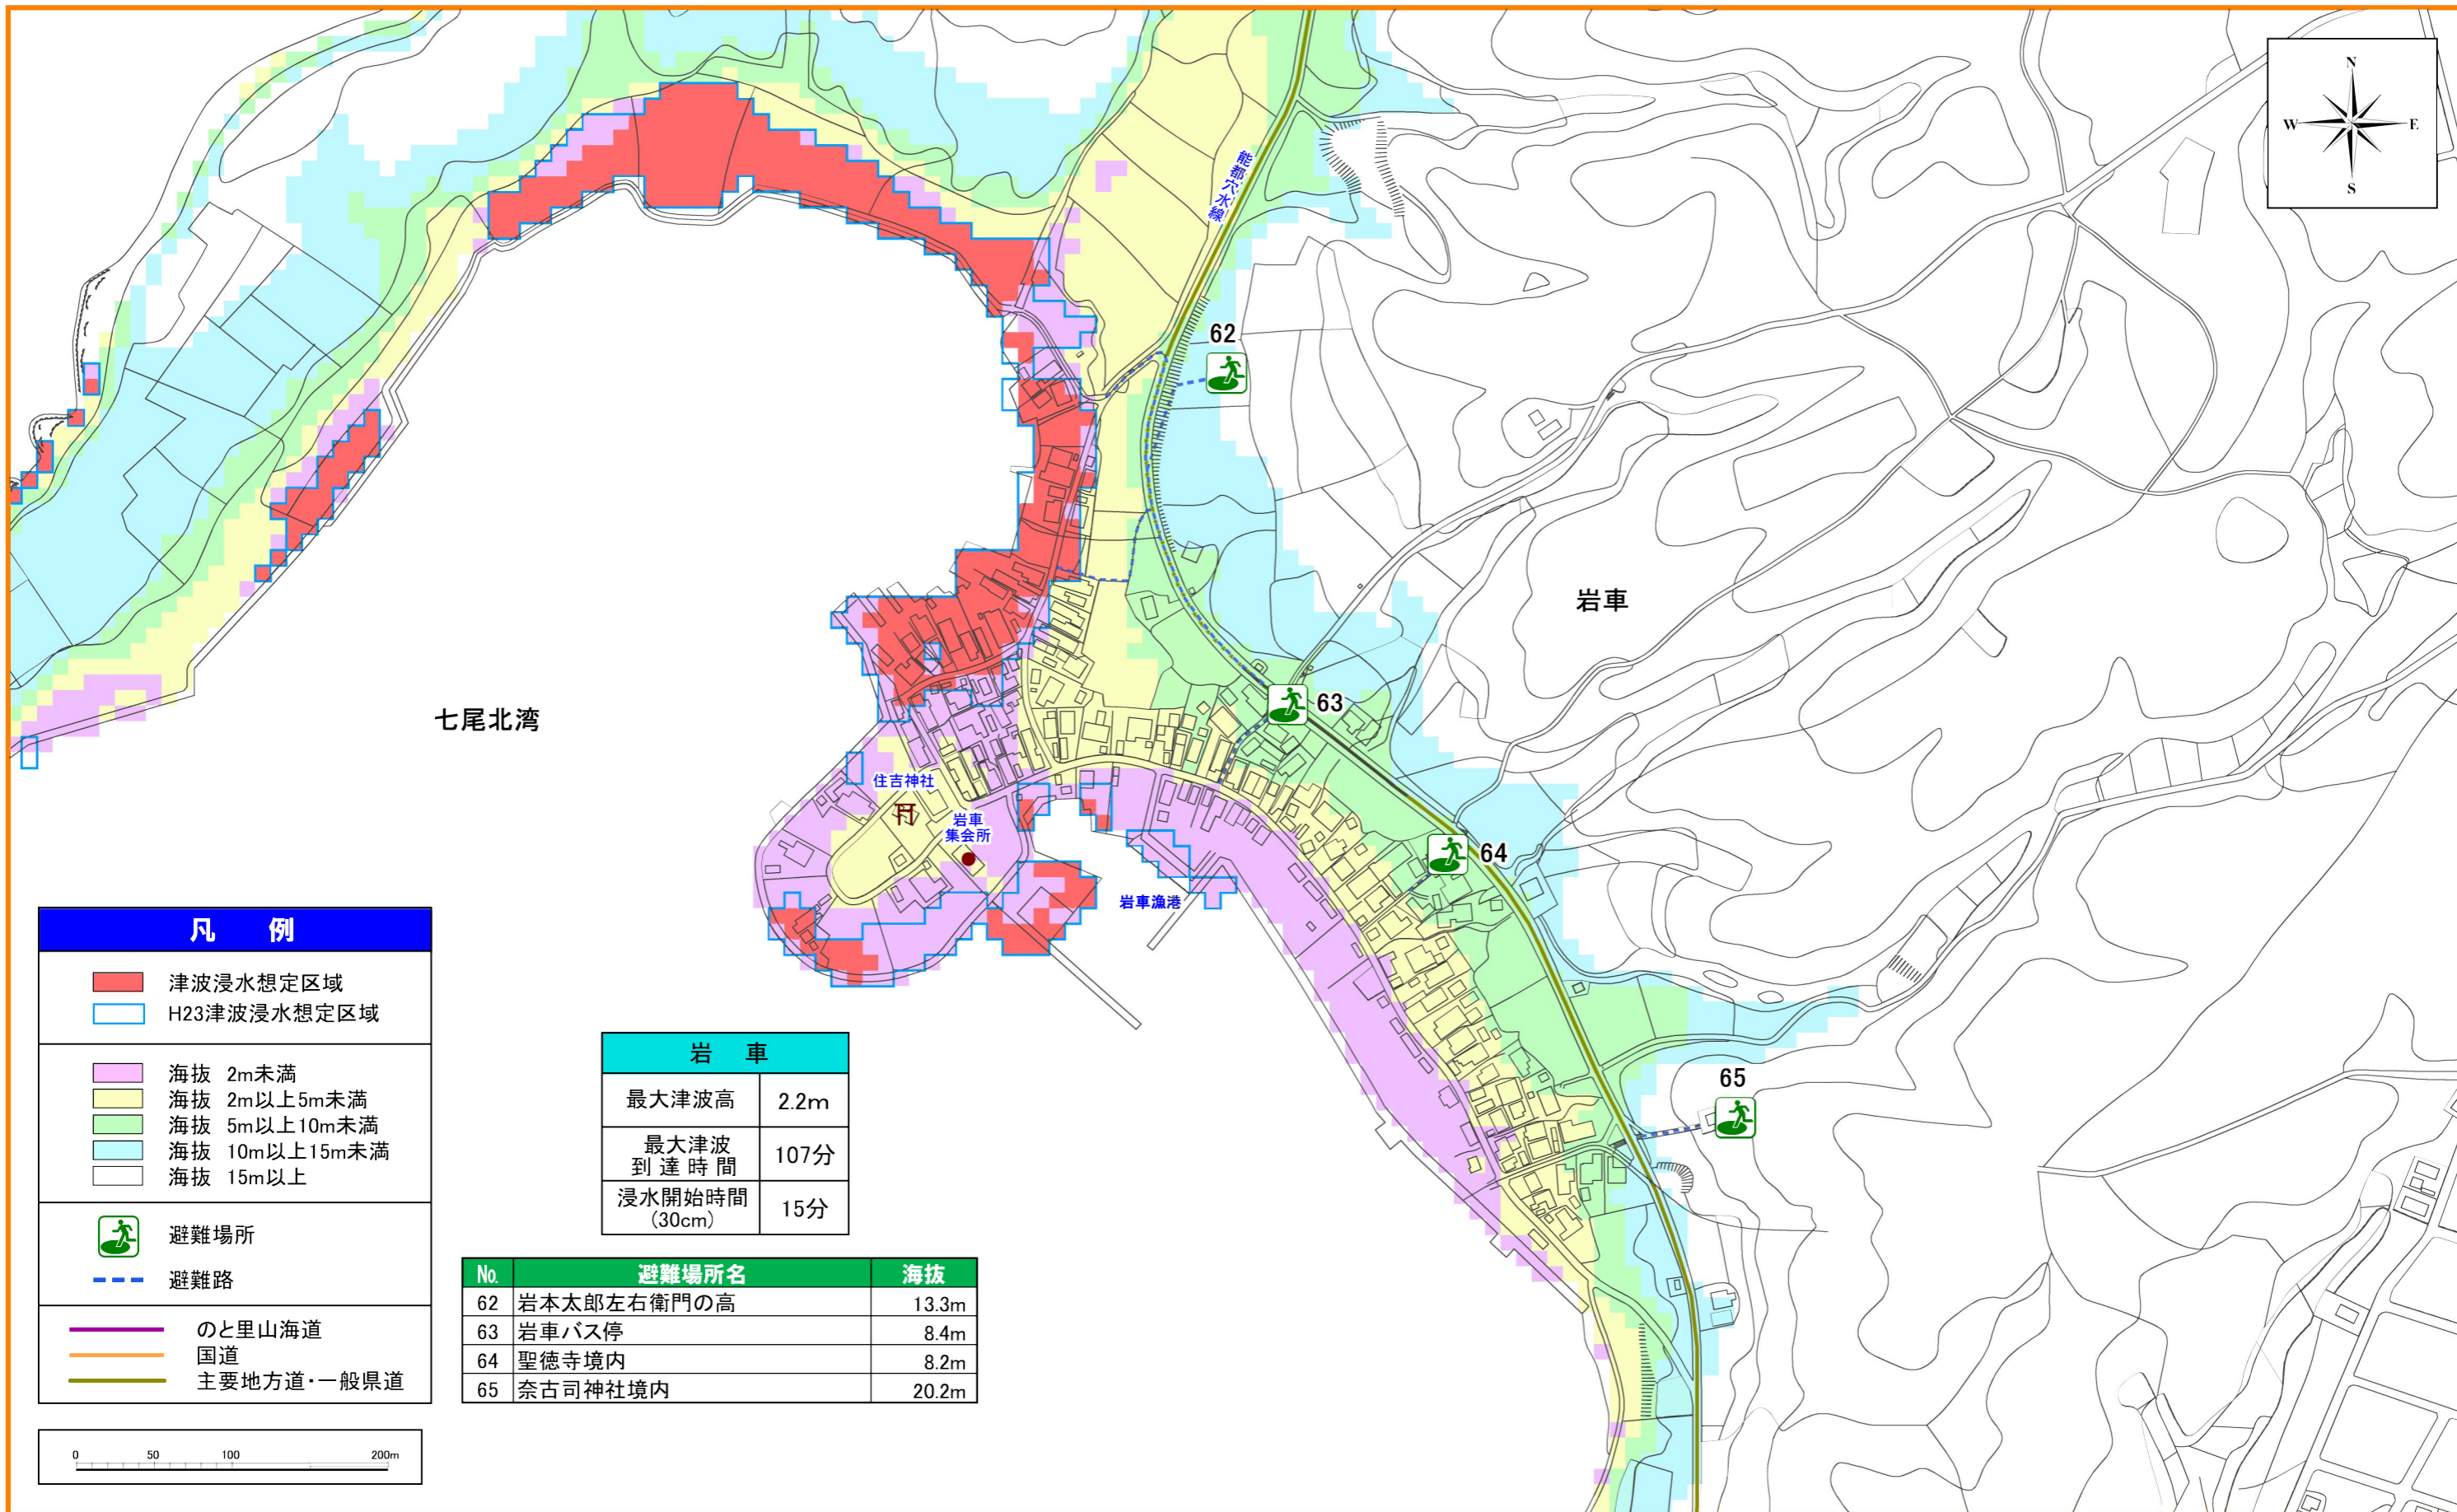 N
W E
S
能都穴水線
62
岩車
63
七尾北湾
住吉神社
岩車
集会所
64
岩車漁港
65
凡 例
津波浸水想定区域
H23津波浸水想定区域
海抜 2m未満
海抜 2m以上5m未満
海抜 5m以上10m未満
海抜 10m以上15m未満
海抜 15m以上
避難場所
避難路
のと里山海道
国道
主要地方道・一般県道
0 50 100 200m
岩 車
最大津波高 2.2m
最大津波
到達時間 107分
浸水開始時間
(30cm) 15分
No. 避難場所名 海抜
62 岩本太郎左右衛門の高 13.3m
63 岩車バス停 8.4m
64 聖徳寺境内 8.2m
65 奈古司神社境内 20.2m